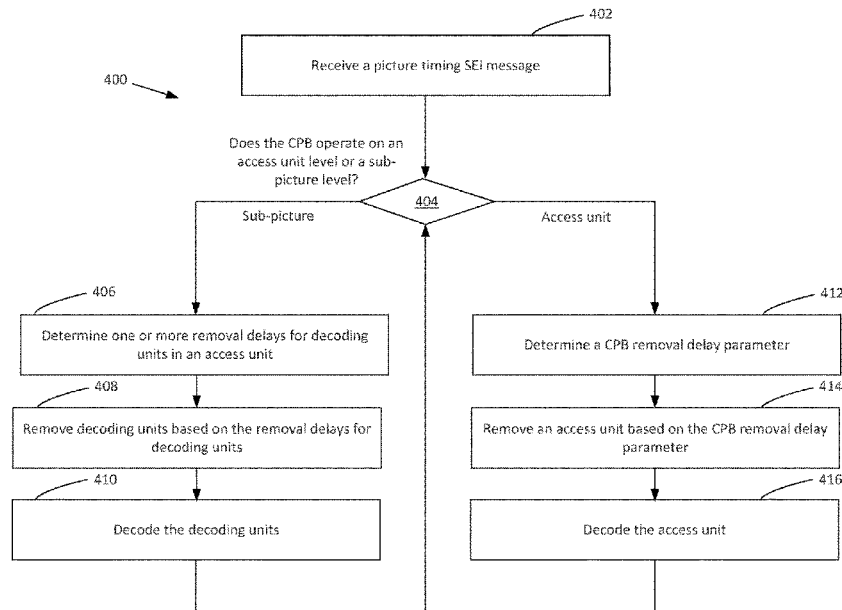 402
Receive a picture timing SEI message
400
Does the CPB operate on an
access unit level or a sub-
picture level?
404
Sub-picture
Access unit
406
Determine one or more removal delays for decoding
units in an access unit
412
Determine a CPB removal delay parameter
408
Remove decoding units based on the removal delays for
decoding units
414
Remove an access unit based on the CPB removal delay
parameter
410
Decode the decoding units
416
Decode the access unit